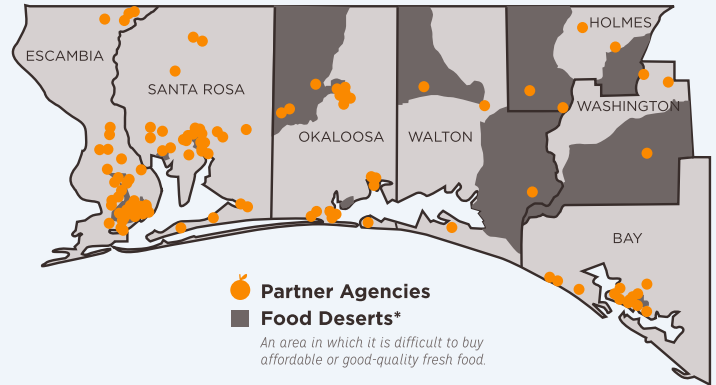 HOLMES
ESCAMBIA
SANTA ROSA
WASHINGTON
OKALOOSA
WALTON
BAY
Partner Agencies
Food Deserts*
An area in which it is difficult to buy
affordable or good-quality fresh food.